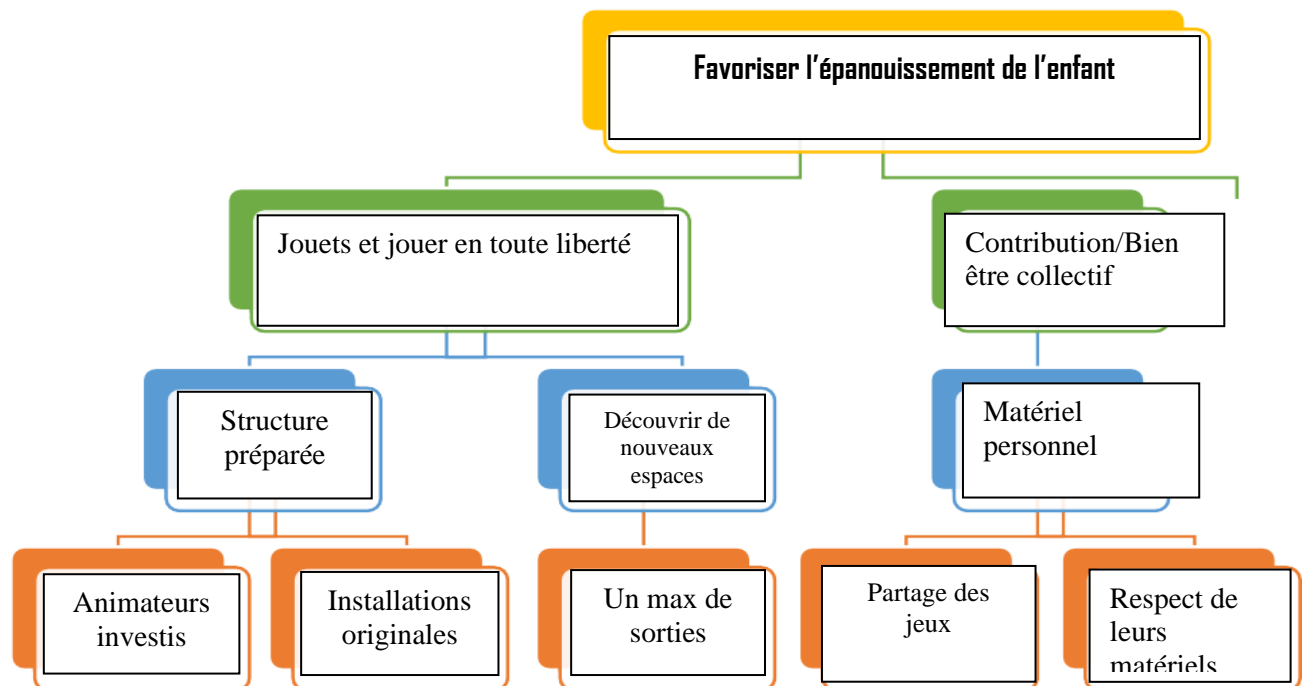 Favoriser l'épanouissement de l'enfant
Jouets et jouer en toute liberté
Contribution/Bien
être collectif
Structure
préparée
Découvrir de
nouveaux
espaces
Matériel
personnel
Animateurs
investis
Installations
originales
Un max de
sorties
Partage des
jeux
Respect de
leurs
matériels